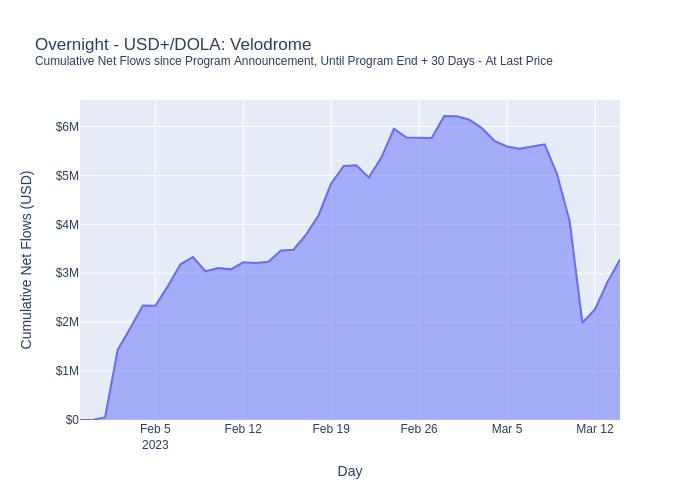 Overnight - USD+/DOLA: Velodrome
Cumulative Net Flows since Program Announcement, Until Program End + 30 Days - At Last Price
Cumulative Net Flows (USD)
$6M
$5M
$4M
$3M
$2M
$1M
$0
Feb 5 Feb 12 Feb 19 Feb 26 Mar 5 Mar 12
2023
Day